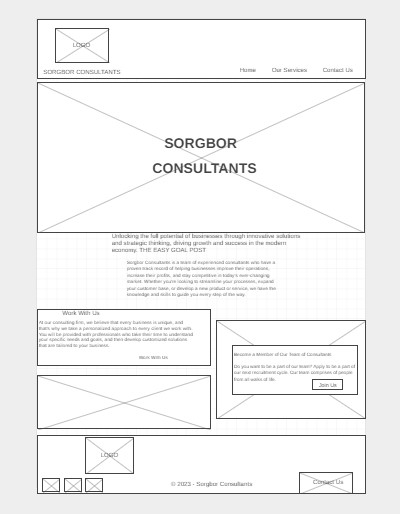 LOGO
SORGBOR CONSULTANTS
Home Our Services Contact Us
SORGBOR
CONSULTANTS
Unlocking the full potential of businesses through innovative solutions
and strategic thinking, driving growth and success in the modern
economy. THE EASY GOAL POST
Sorgbor Consultants is a team of experienced consultants who have a
proven track record of helping businesses improve their operations,
increase their profits, and stay competitive in today's ever-changing
market. Whether you're looking to streamline your processes, expand
your customer base, or develop a new product or service, we have the
knowledge and skills to guide you every step of the way.
Work With Us
At our consulting firm, we believe that every business is unique, and
that's why we take a personalized approach to every client we work with.
You will be provided with professionals who take their time to understand
your specific needs and goals, and then develop customized solutions
that are tailored to your business.
Work With Us
Become a Member of Our Team of Consultants
Do you want to be a part of our team? Apply to be a part of
our next recruitment cycle. Our team comprises of people
from all walks of life.
Join Us
LOGO
© 2023 - Sorgbor Consultants
Contact Us